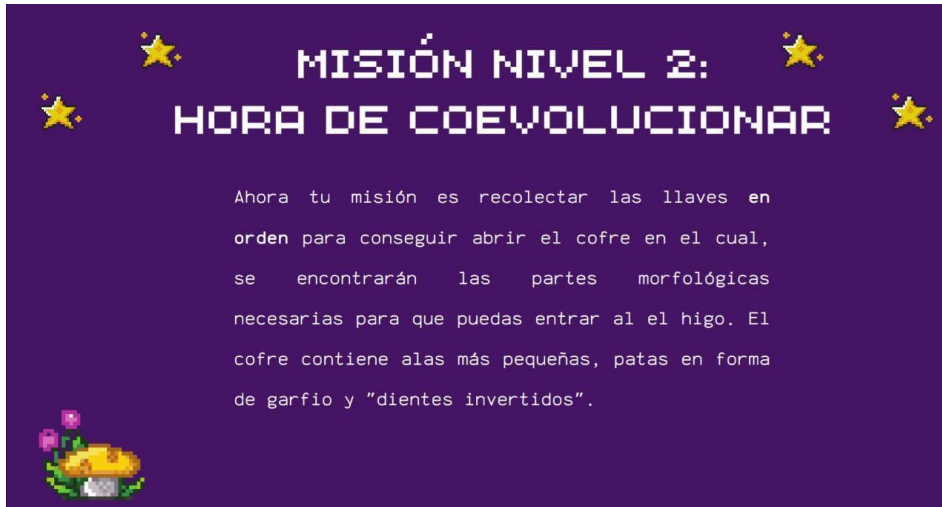 MISIÓN NIVEL 2:
HORA DE COEVOLUCIONAR
Ahora tu misión es recolectar las llaves en
orden para conseguir abrir el cofre en el cual,
se encontrarán las partes morfológicas
necesarias para que puedas entrar al el higo. El
cofre contiene alas más pequeñas, patas en forma
de garfio y "dientes invertidos".